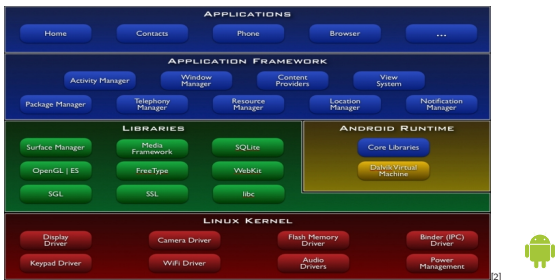 APPLICATIONS
Home Contacts Phone Browser ...
APPLICATION FRAMEWORK
Activity Manager Window Manager Content Providers View System
Package Manager Telephony Manager Resource Manager Location Manager Notification Manager
LIBRARIES
Surface Manager Media Framework SQLite
OpenGL | ES FreeType WebKit
SGL SSL libc
ANDROID RUNTIME
Core Libraries
Dalvik Virtual Machine
LINUX KERNEL
Display Driver Camera Driver Flash Memory Driver Binder (IPC) Driver
Keypad Driver WiFi Driver Audio Drivers Power Management
[2]